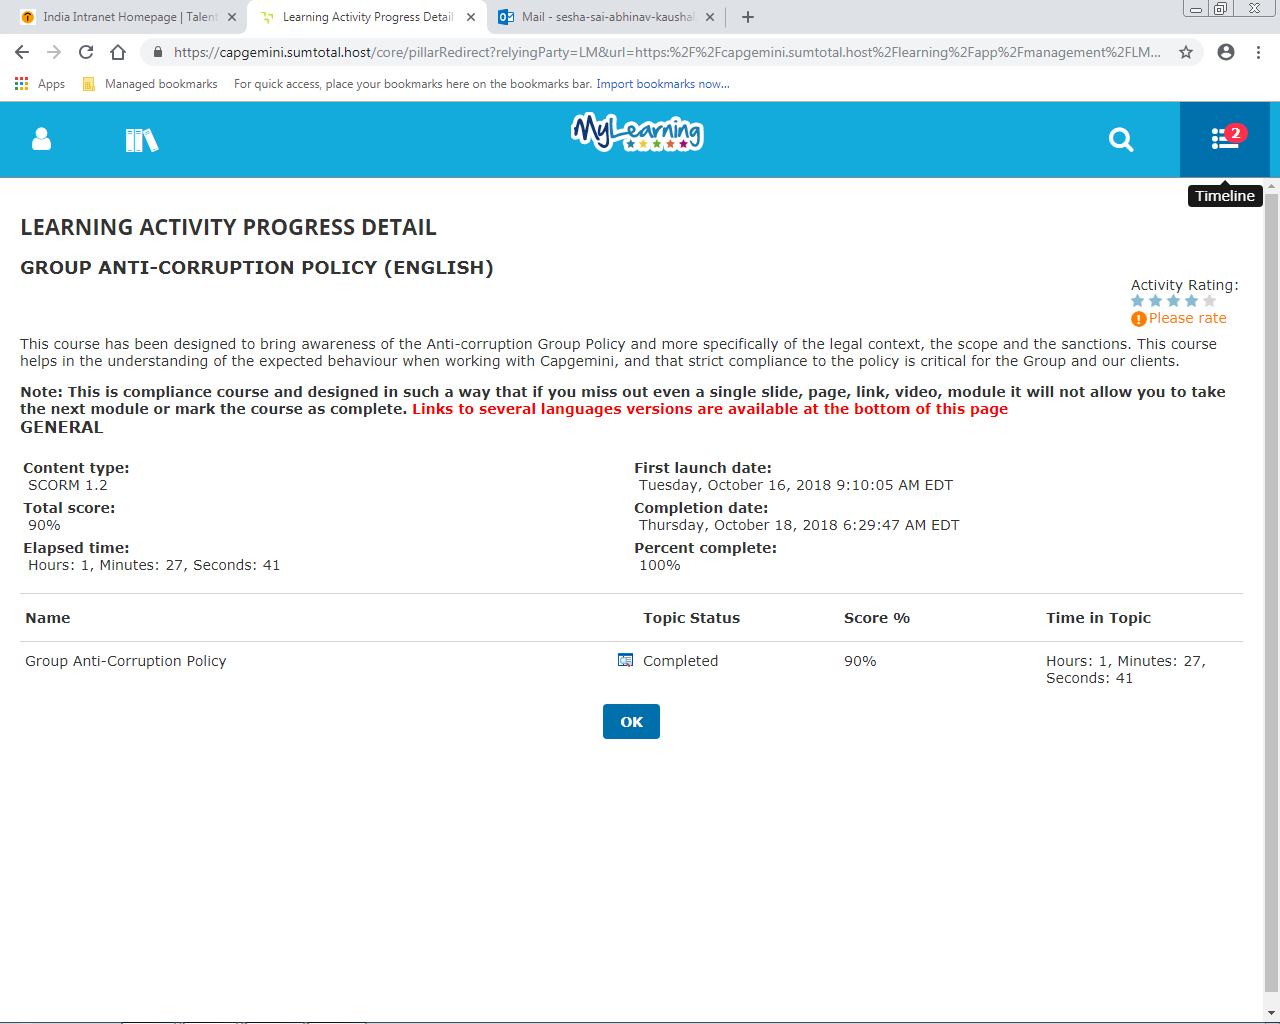 India Intranet Homepage | Talent
Learning Activity Progress Detail
Mail - sesha-sai-abhinav-kaushal
https://capgemini.sumtotal.host/core/pillarRedirect?relyingParty=LM&url=https:%2F%2Fcapgemini.sumtotal.host%2Flearning%2Fapp%2Fmanagement%2FLM...
Apps Managed bookmarks For quick access, place your bookmarks here on the bookmarks bar. Import bookmarks now...
MyLearning
2
Timeline
LEARNING ACTIVITY PROGRESS DETAIL
GROUP ANTI-CORRUPTION POLICY (ENGLISH)
Activity Rating:
Please rate
This course has been designed to bring awareness of the Anti-corruption Group Policy and more specifically of the legal context, the scope and the sanctions. This course
helps in the understanding of the expected behaviour when working with Capgemini, and that strict compliance to the policy is critical for the Group and our clients.
Note: This is compliance course and designed in such a way that if you miss out even a single slide, page, link, video, module it will not allow you to take
the next module or mark the course as complete. Links to several languages versions are available at the bottom of this page
GENERAL
Content type:
SCORM 1.2
Total score:
90%
Elapsed time:
Hours: 1, Minutes: 27, Seconds: 41
First launch date:
Tuesday, October 16, 2018 9:10:05 AM EDT
Completion date:
Thursday, October 18, 2018 6:29:47 AM EDT
Percent complete:
100%
Name Topic Status Score % Time in Topic
Group Anti-Corruption Policy Completed 90% Hours: 1, Minutes: 27,
Seconds: 41
OK